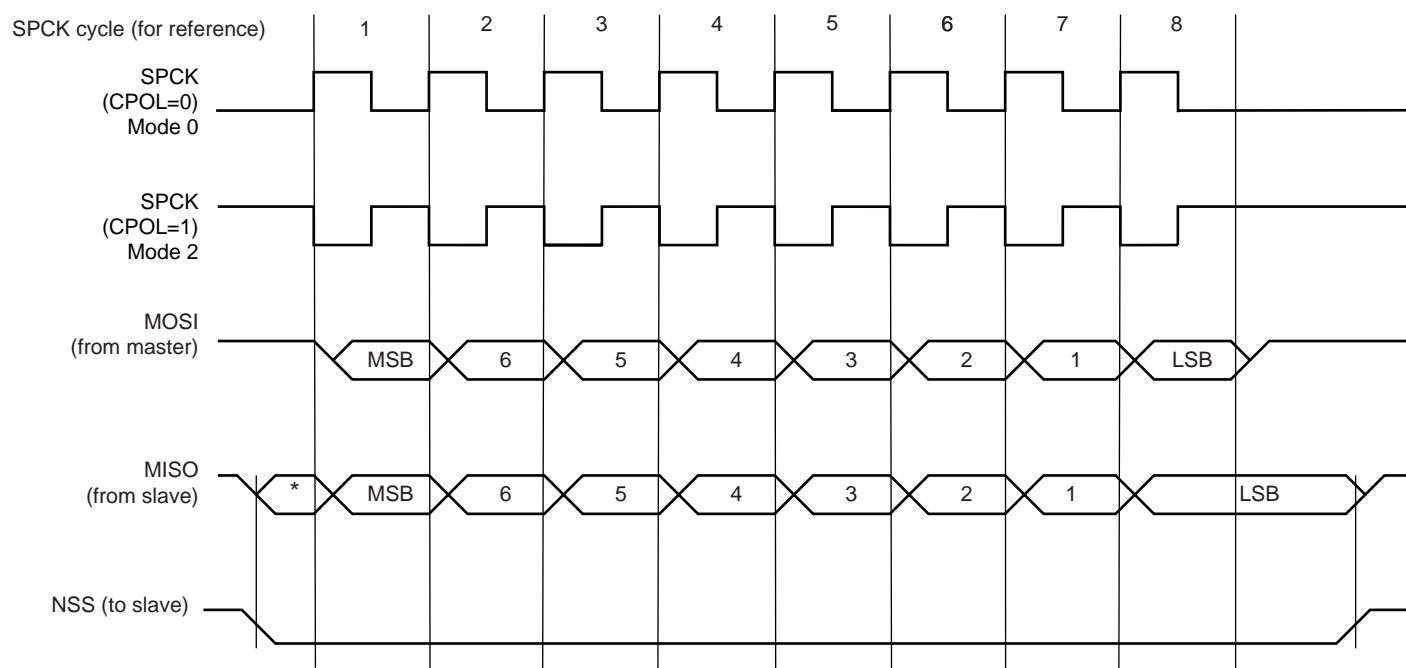 SPCK cycle (for reference) 1 2 3 4 5 6 7 8
SPCK
(CPOL=0)
Mode 0
SPCK
(CPOL=1)
Mode 2
MOSI
(from master)
MSB 6 5 4 3 2 1 LSB
MISO
(from slave)
* MSB 6 5 4 3 2 1 LSB
NSS (to slave)